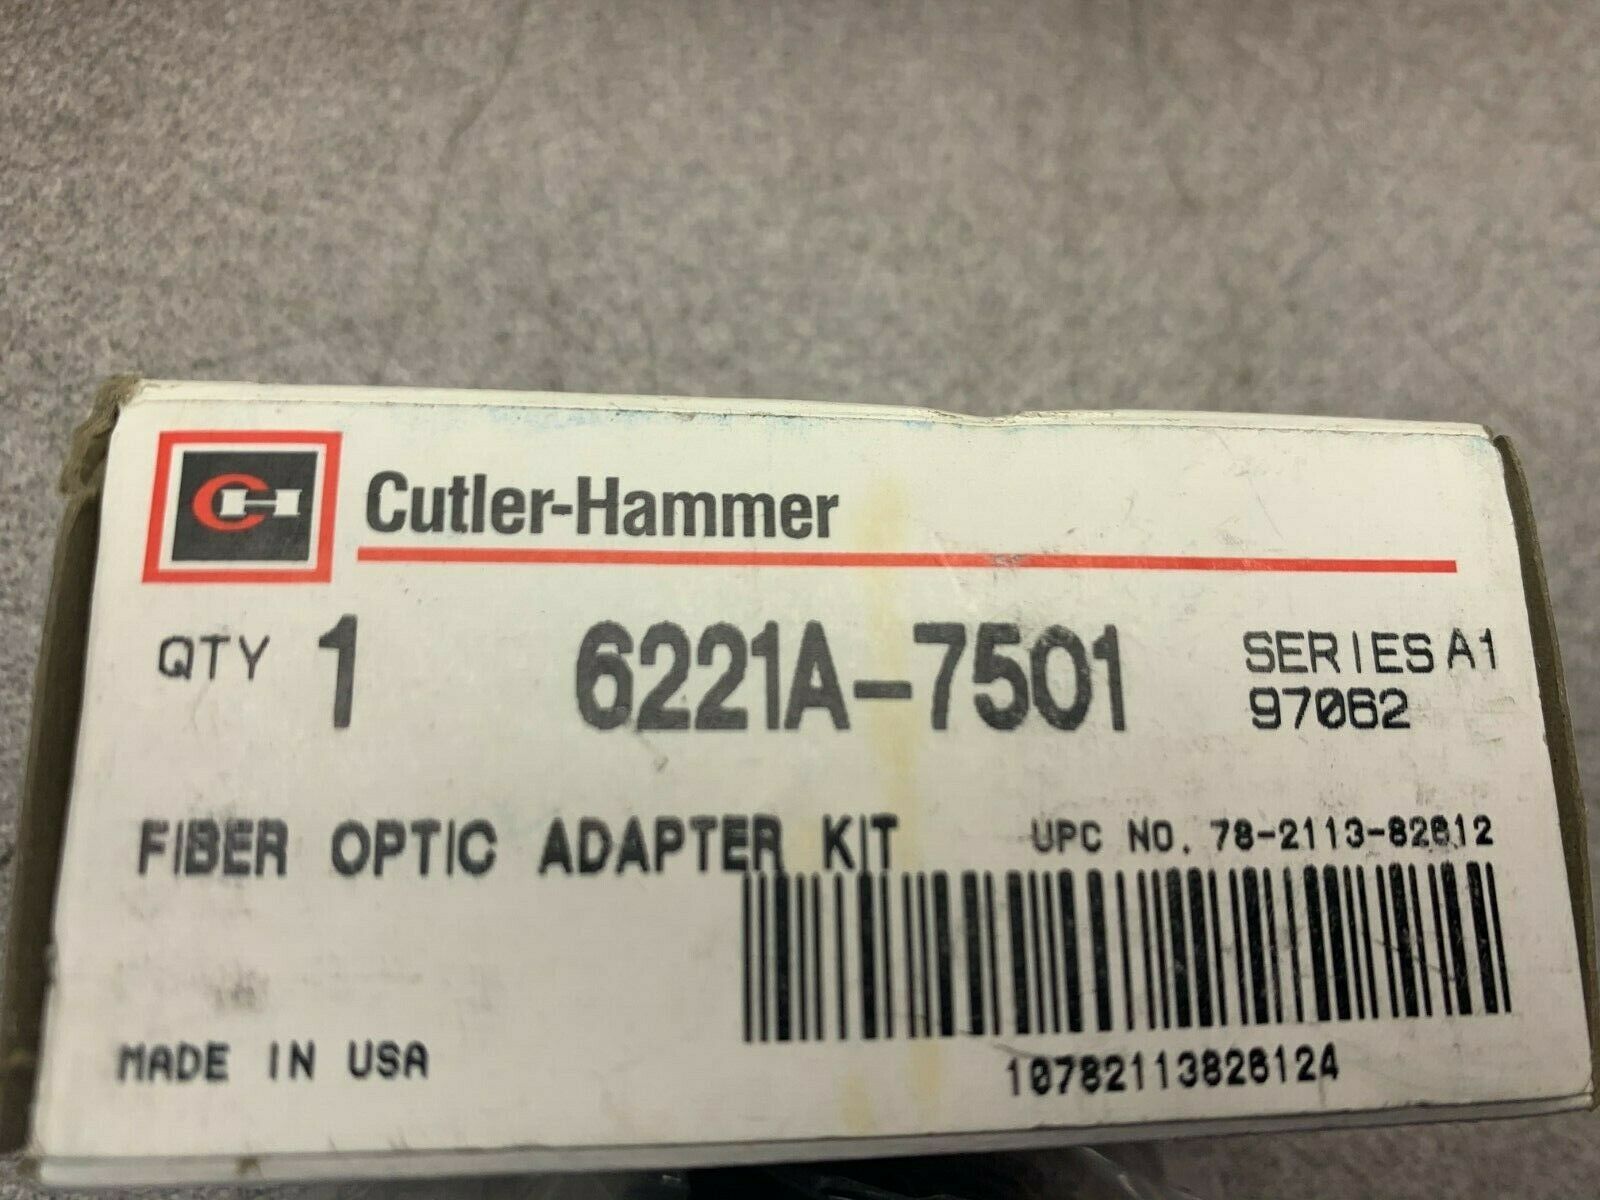 CH Cutler-Hammer
QTY 1 6221A-7501 SERIES A1
97062
FIBER OPTIC ADAPTER KIT UPC NO. 78-2113-82612
MADE IN USA
10782113826124